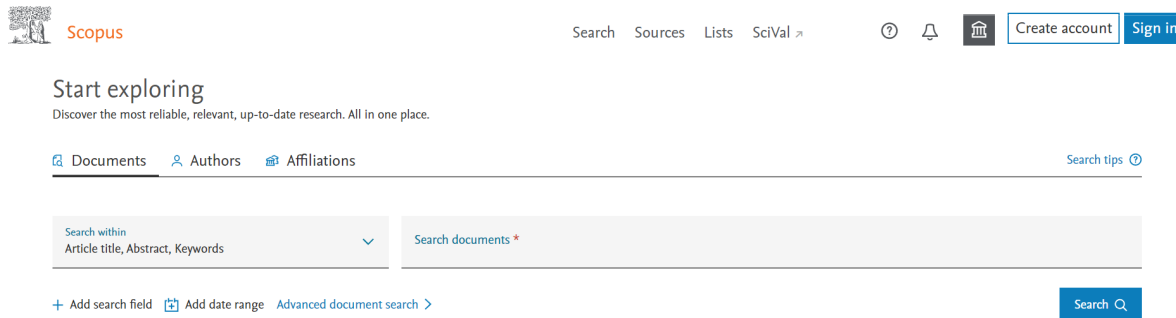 Scopus
Search Sources Lists SciVal
Create account
Sign in
Start exploring
Discover the most reliable, relevant, up-to-date research. All in one place.
Documents Authors Affiliations
Search tips
Search within
Article title, Abstract, Keywords
Search documents *
Add search field Add date range Advanced document search
Search